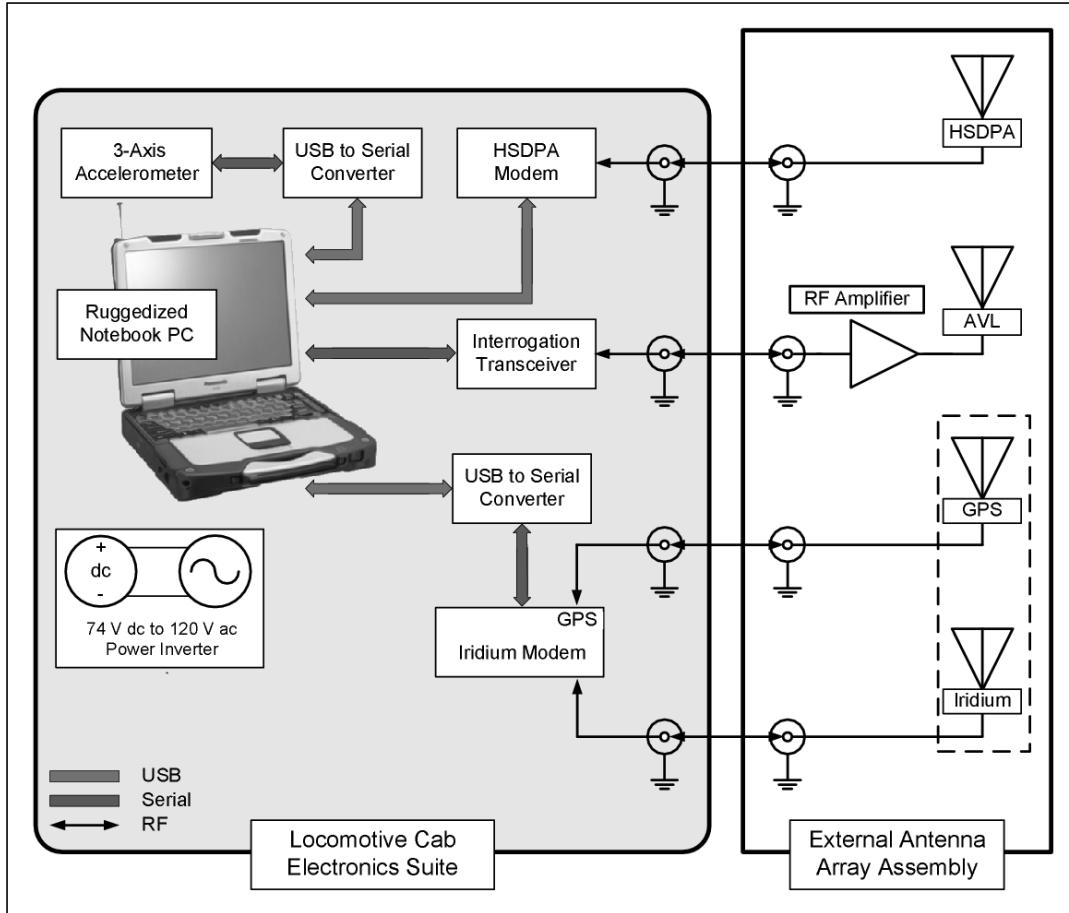 HSDPA
3-Axis
Accelerometer
USB to Serial
Converter
HSDPA
Modem
RF Amplifier
AVL
Ruggedized
Notebook PC
Interrogation
Transceiver
USB to Serial
Converter
GPS
+
dc
-
74 V dc to 120 V ac
Power Inverter
GPS
Iridium Modem
Iridium
USB
Serial
RF
Locomotive Cab
Electronics Suite
External Antenna
Array Assembly